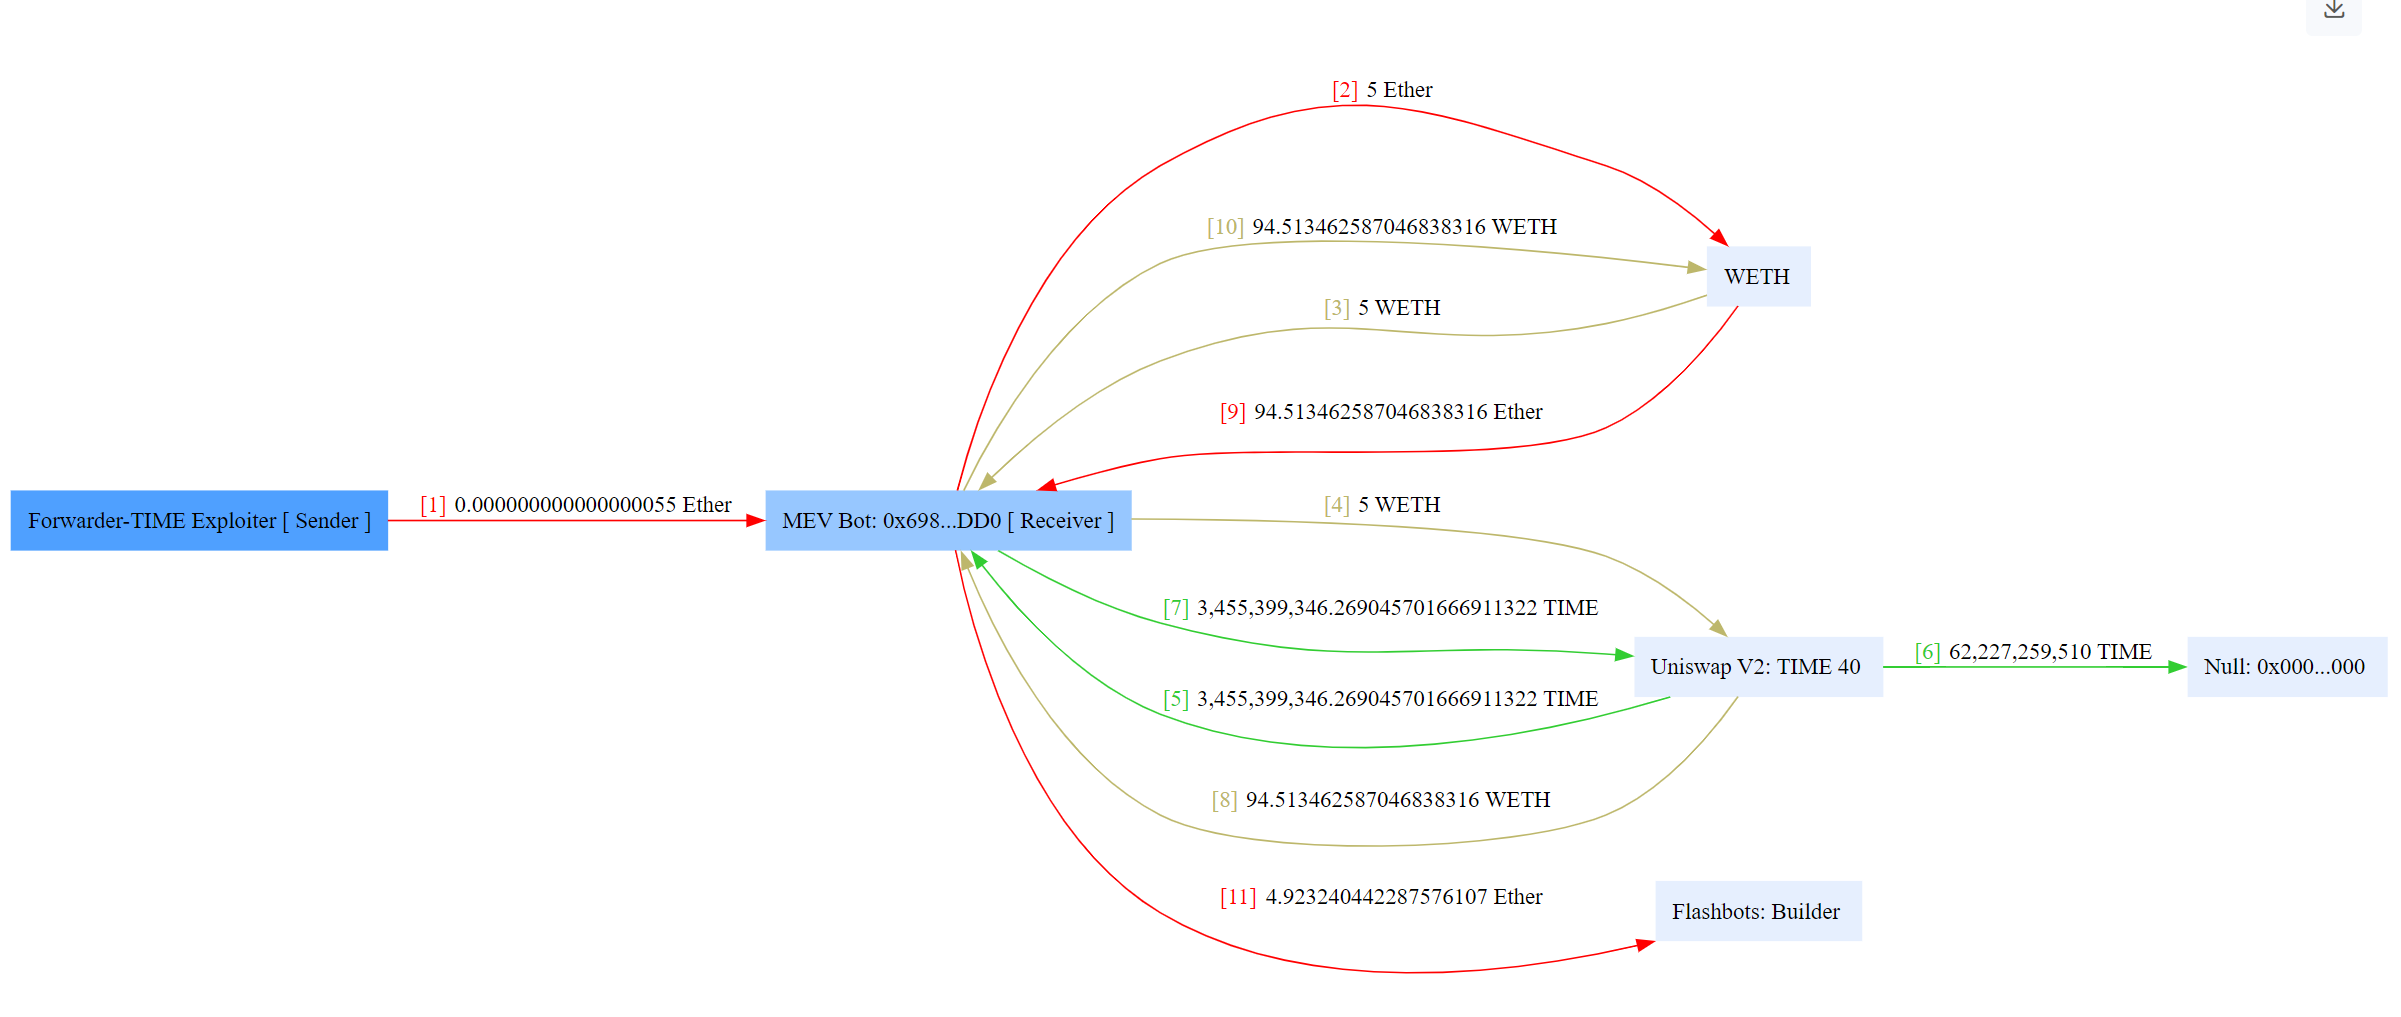 [2] 5 Ether
[10] 94.513462587046838316 WETH
WETH
[3] 5 WETH
[9] 94.513462587046838316 Ether
Forwarder-TIME Exploiter [ Sender ]
[1] 0.000000000000000055 Ether
MEV Bot: 0x698...DD0 [ Receiver ]
[4] 5 WETH
[7] 3,455,399,346.269045701666911322 TIME
Uniswap V2: TIME 40
[6] 62,227,259,510 TIME
Null: 0x000...000
[5] 3,455,399,346.269045701666911322 TIME
[8] 94.513462587046838316 WETH
[11] 4.923240442287576107 Ether
Flashbots: Builder